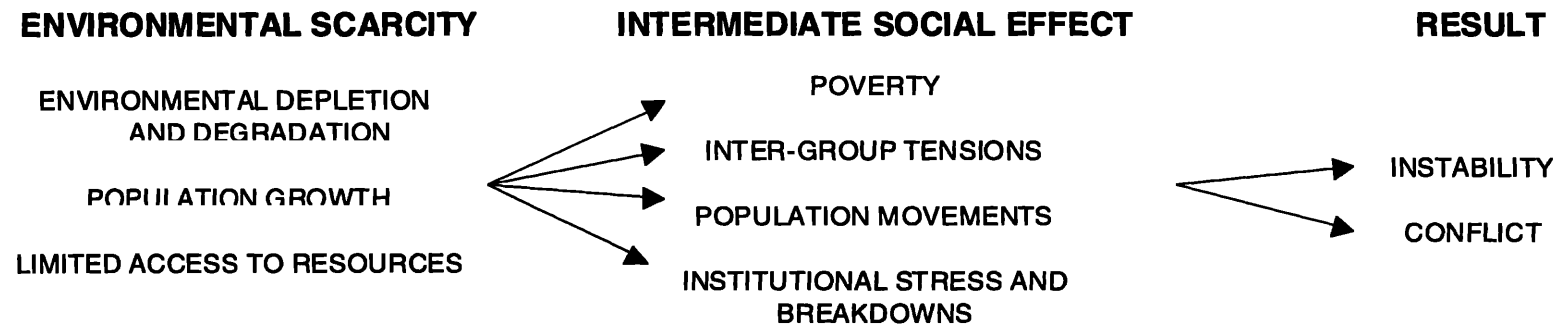 ENVIRONMENTAL SCARCITY
ENVIRONMENTAL DEPLETION
AND DEGRADATION
POPULATION GROWTH
LIMITED ACCESS TO RESOURCES
INTERMEDIATE SOCIAL EFFECT
POVERTY
INTER-GROUP TENSIONS
POPULATION MOVEMENTS
INSTITUTIONAL STRESS AND
BREAKDOWNS
RESULT
INSTABILITY
CONFLICT